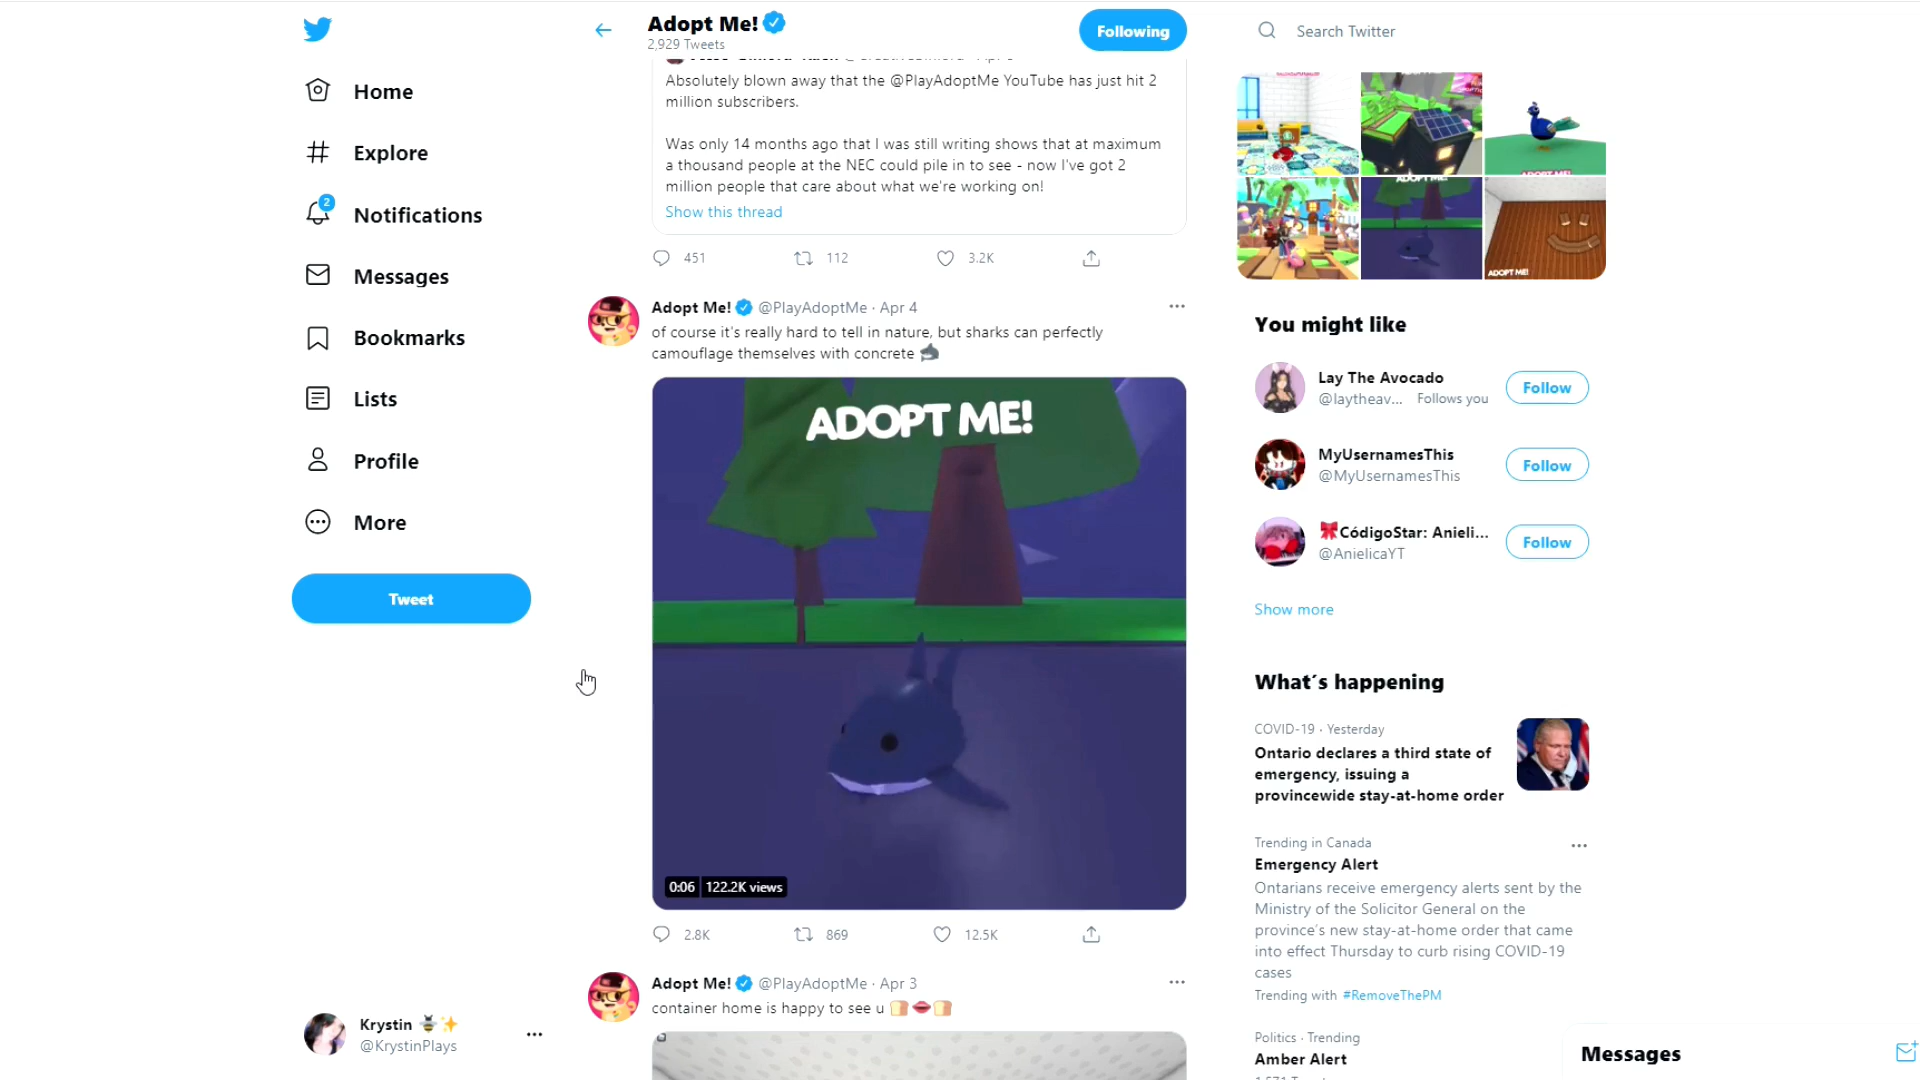 Home
Explore
2
Notifications
Messages
Bookmarks
Lists
Profile
More
Tweet
Krystin
@KrystinPlays
Adopt Me!
2,929 Tweets
Following
Absolutely blown away that the @PlayAdoptMe YouTube has just hit 2
million subscribers.
Was only 14 months ago that I was still writing shows that at maximum
a thousand people at the NEC could pile in to see - now I've got 2
million people that care about what we're working on!
Show this thread
451 112 3.2K
Adopt Me! @PlayAdoptMe · Apr 4
of course it's really hard to tell in nature, but sharks can perfectly
camouflage themselves with concrete
ADOPT ME!
0:06 122.2K views
2.8K 869 12.5K
Adopt Me! @PlayAdoptMe · Apr 3
container home is happy to see u
Search Twitter
ADOPT ME!
ADOPT ME!
ADOPT ME!
You might like
Lay The Avocado
@laytheav... Follows you
Follow
MyUsernamesThis
@MyUsernamesThis
Follow
CódigoStar: Anieli...
@AnielicaYT
Follow
Show more
What's happening
COVID-19 · Yesterday
Ontario declares a third state of
emergency, issuing a
provincewide stay-at-home order
Trending in Canada
Emergency Alert
Ontarians receive emergency alerts sent by the
Ministry of the Solicitor General on the
province's new stay-at-home order that came
into effect Thursday to curb rising COVID-19
cases
Trending with #RemoveThePM
Politics · Trending
Amber Alert
Messages